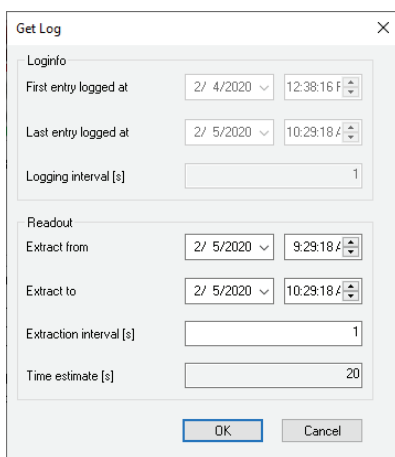 Get Log
Loginfo
First entry logged at 2/ 4/2020 12:38:16
Last entry logged at 2/ 5/2020 10:29:18
Logging interval [s] 1
Readout
Extract from 2/ 5/2020 9:29:18
Extract to 2/ 5/2020 10:29:18
Extraction interval [s] 1
Time estimate [s] 20
OK Cancel